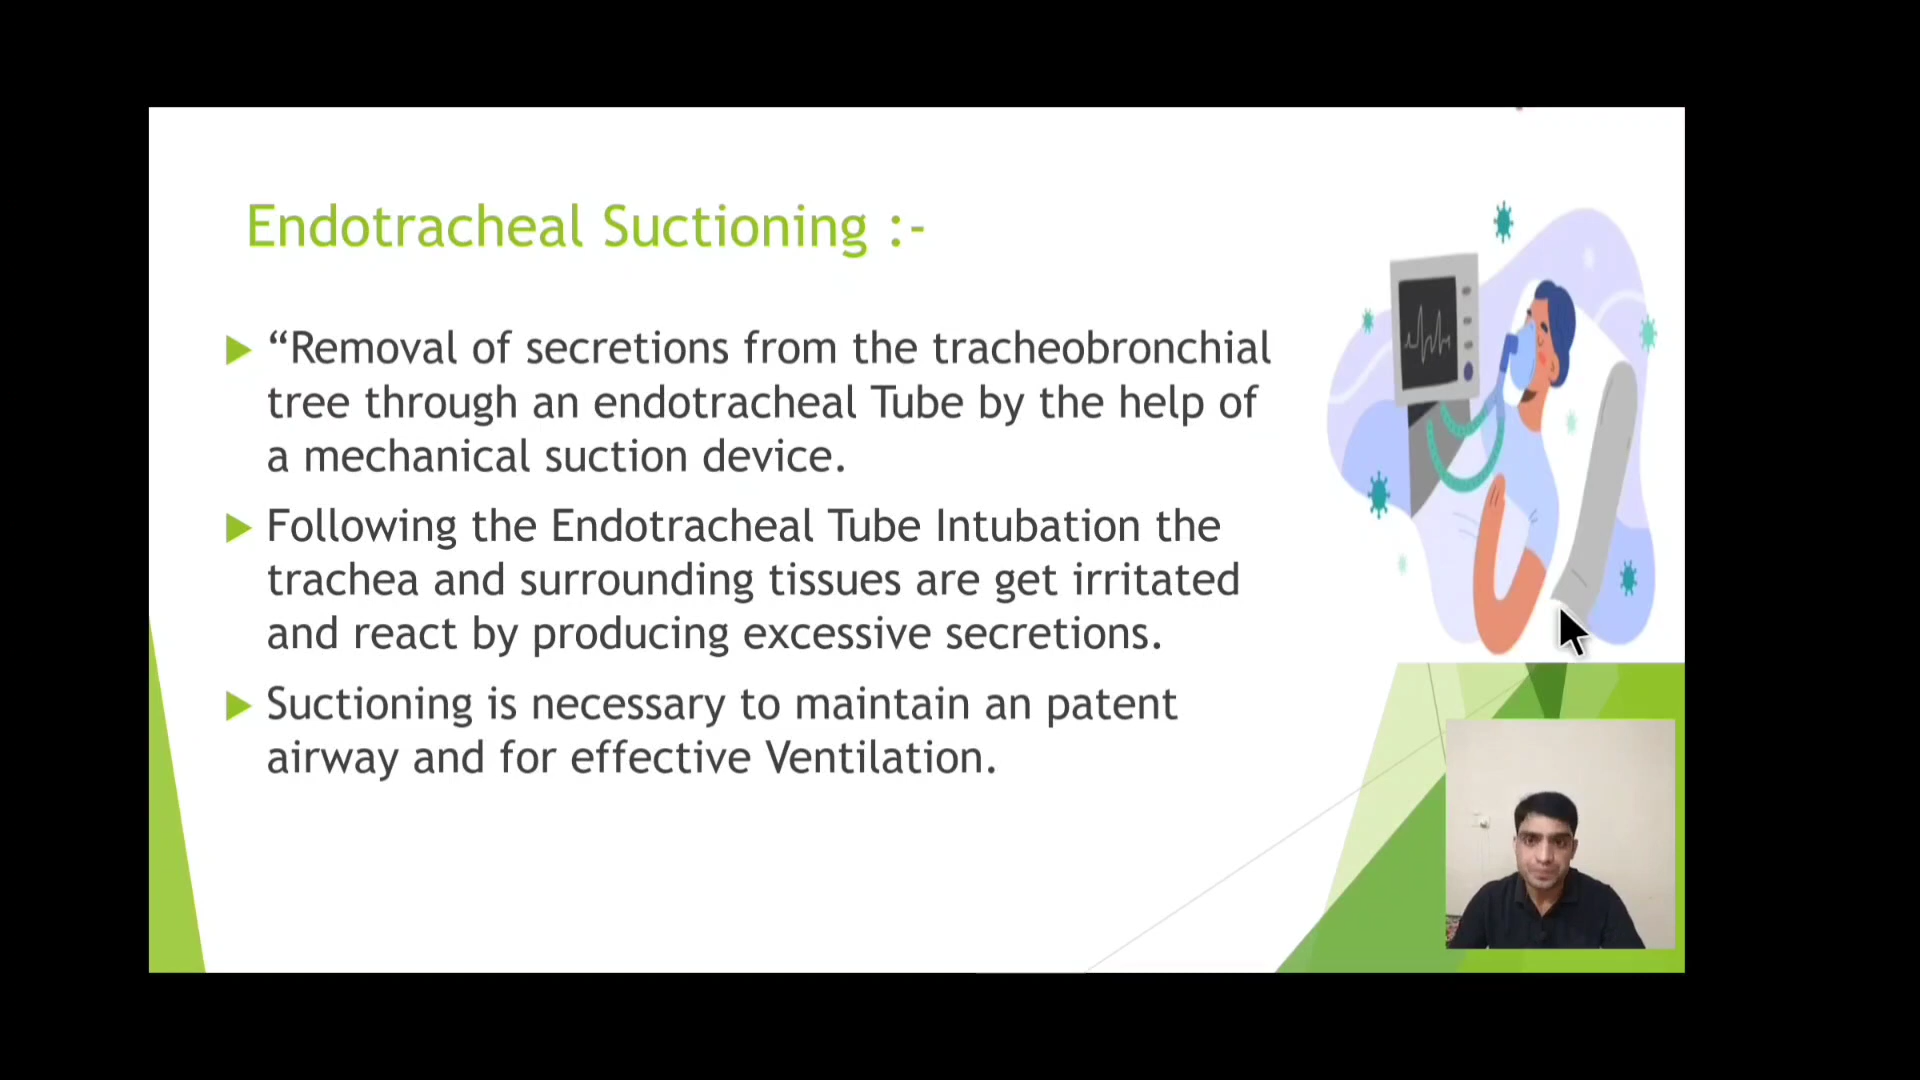 Endotracheal Suctioning :-
“Removal of secretions from the tracheobronchial
tree through an endotracheal Tube by the help of
a mechanical suction device.
Following the Endotracheal Tube Intubation the
trachea and surrounding tissues are get irritated
and react by producing excessive secretions.
Suctioning is necessary to maintain an patent
airway and for effective Ventilation.